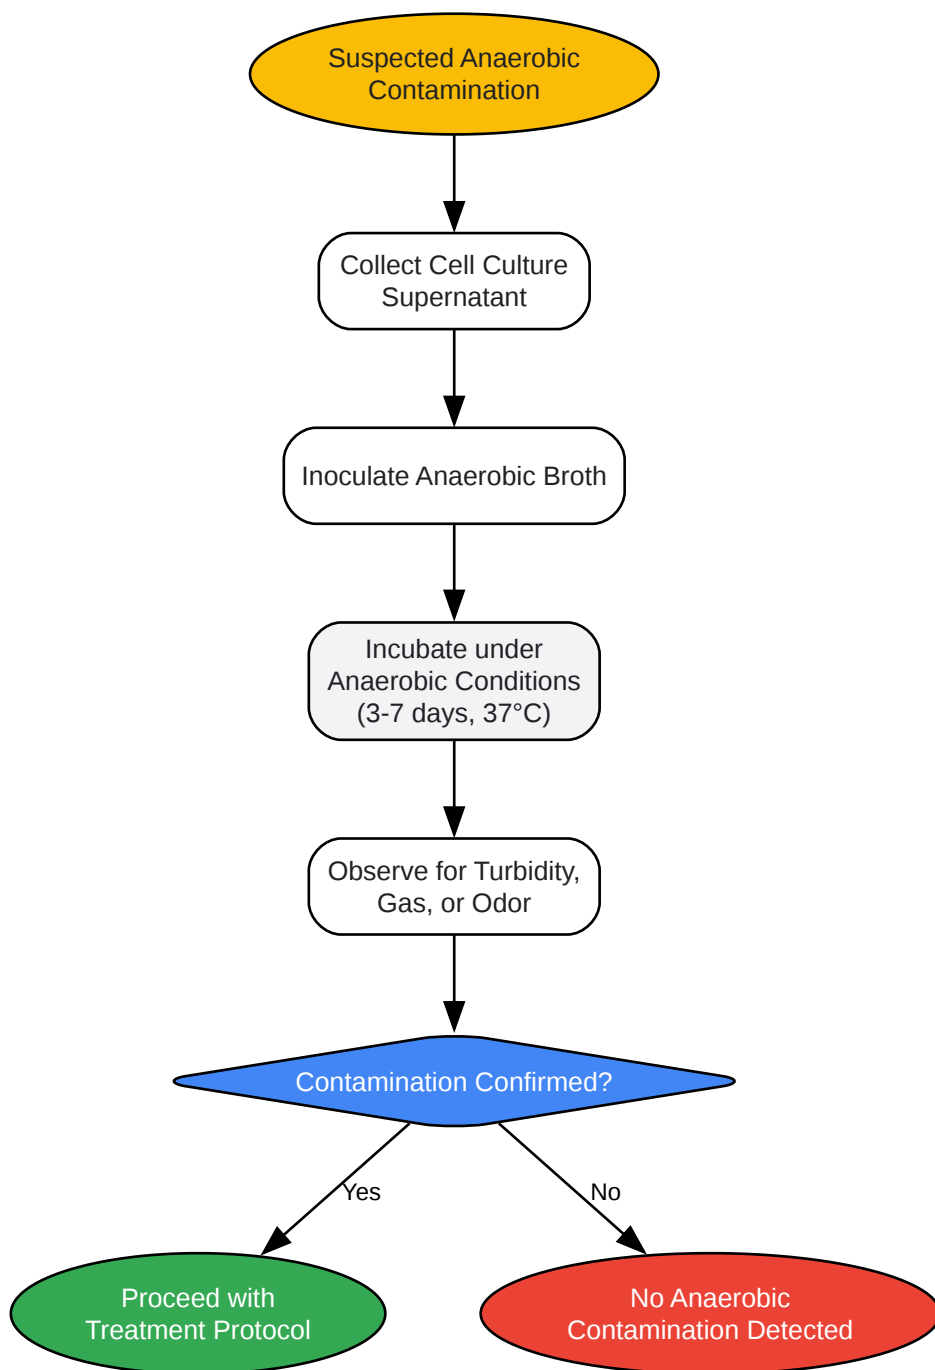 Suspected Anaerobic
Contamination
Collect Cell Culture
Supernatant
Inoculate Anaerobic Broth
Incubate under
Anaerobic Conditions
(3-7 days, 37°C)
Observe for Turbidity,
Gas, or Odor
Contamination Confirmed?
Yes
No
Proceed with
Treatment Protocol
No Anaerobic
Contamination Detected